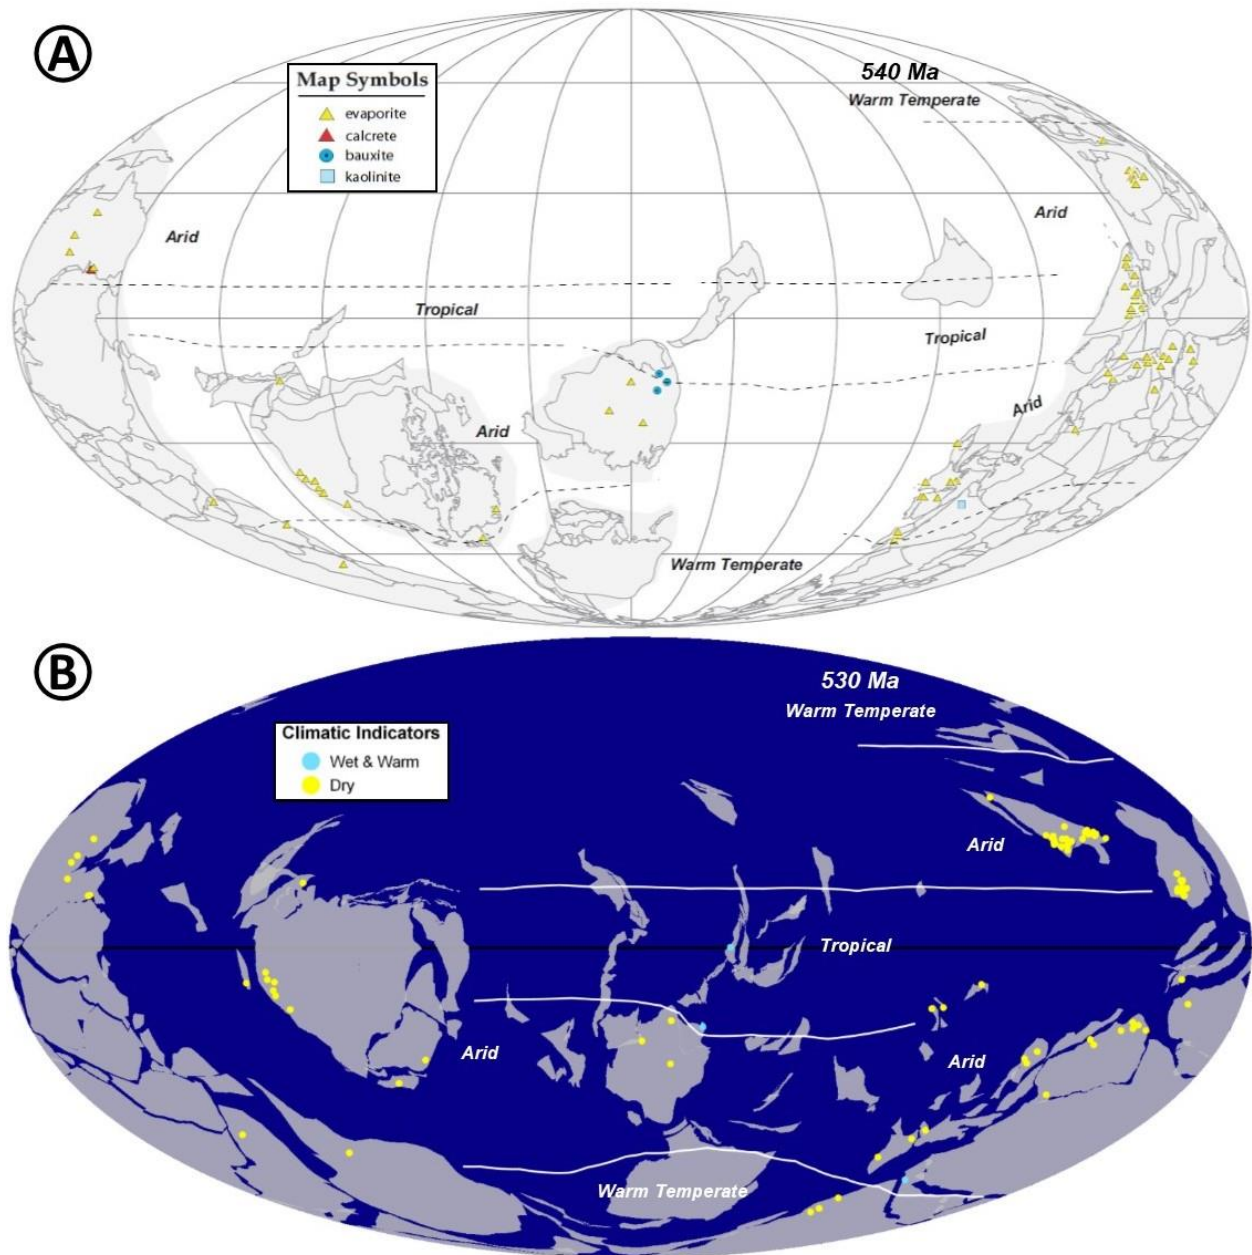 A
540 Ma
Warm Temperate
Map Symbols
evaporite
calcrete
bauxite
kaolinite
Arid
Arid
Tropical
Tropical
Arid
Arid
Warm Temperate
B
530 Ma
Warm Temperate
Climatic Indicators
Wet & Warm
Dry
Arid
Tropical
Arid
Arid
Warm Temperate